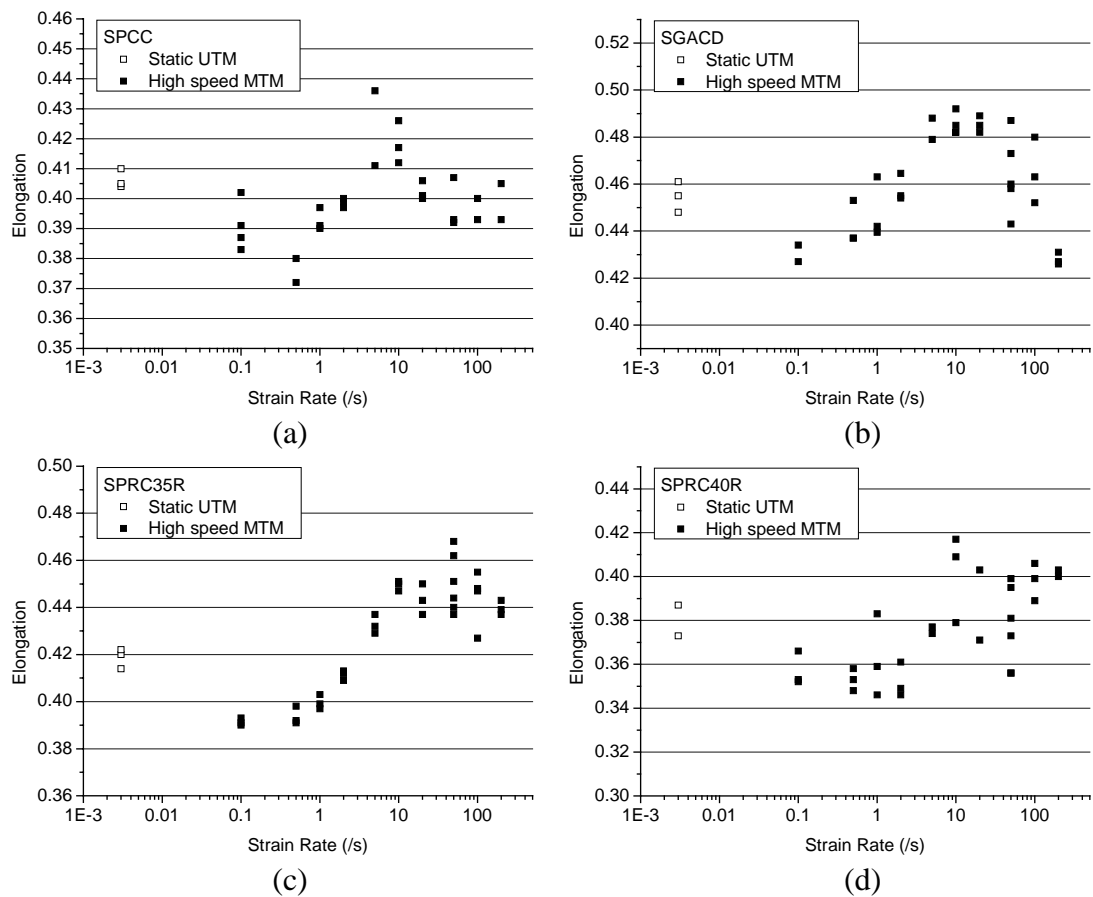 0.46
0.45
0.44
0.43
0.42
0.41
0.40
0.39
0.38
0.37
0.36
0.35
Elongation
SPCC
Static UTM
High speed MTM
1E-3 0.01 0.1 1 10 100
Strain Rate (/s)
(a)
0.52
0.50
0.48
0.46
0.44
0.42
0.40
Elongation
SGACD
Static UTM
High speed MTM
1E-3 0.01 0.1 1 10 100
Strain Rate (/s)
(b)
0.50
0.48
0.46
0.44
0.42
0.40
0.38
0.36
Elongation
SPRC35R
Static UTM
High speed MTM
1E-3 0.01 0.1 1 10 100
Strain Rate (/s)
(c)
0.44
0.42
0.40
0.38
0.36
0.34
0.32
0.30
Elongation
SPRC40R
Static UTM
High speed MTM
1E-3 0.01 0.1 1 10 100
Strain Rate (/s)
(d)